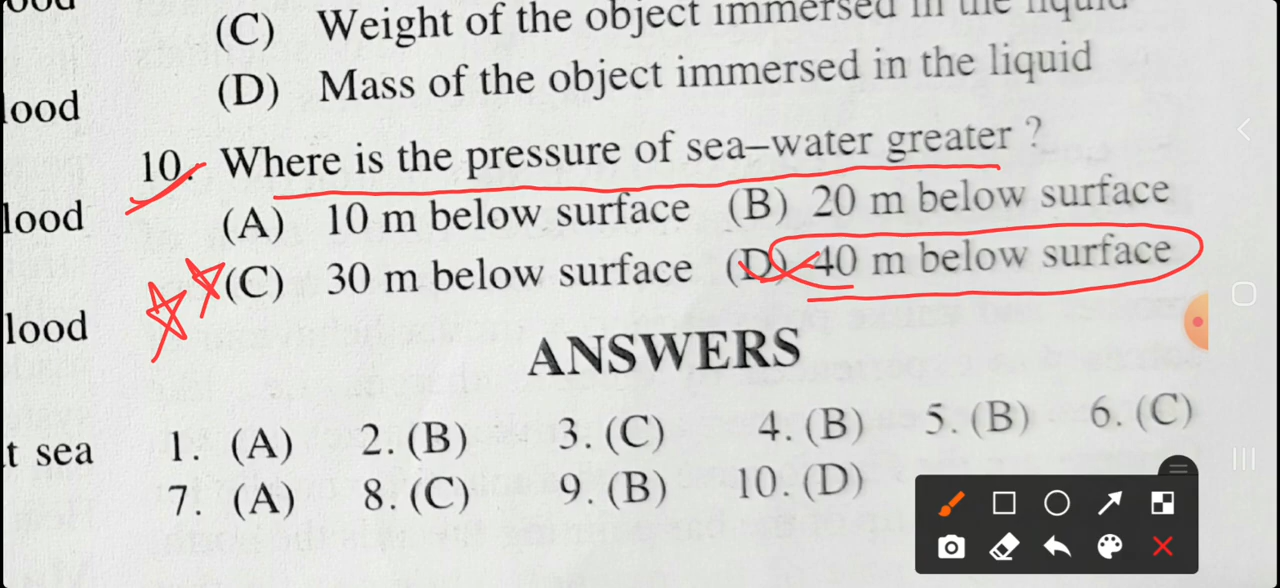 (C) Weight of the object immersed in the liquid
(D) Mass of the object immersed in the liquid
lood
10. Where is the pressure of sea–water greater ?
(A) 10 m below surface (B) 20 m below surface
lood
(C) 30 m below surface (D) 40 m below surface
lood
ANSWERS
1. (A) 2. (B) 3. (C) 4. (B) 5. (B) 6. (C)
t sea
7. (A) 8. (C) 9. (B) 10. (D)